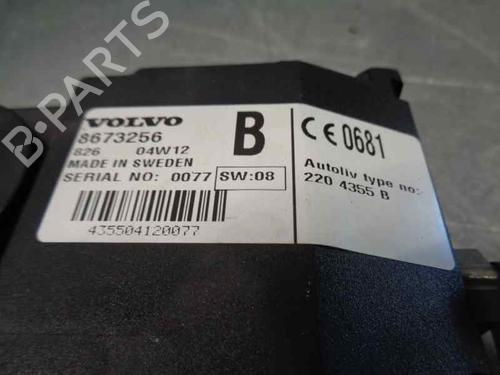 B-PARTS
VOLVO
8673256
826 04W12
MADE IN SWEDEN
SERIAL NO: 0077 SW:08
B
435504120077
CE 0681
Autoliv type no:
220 4355 B